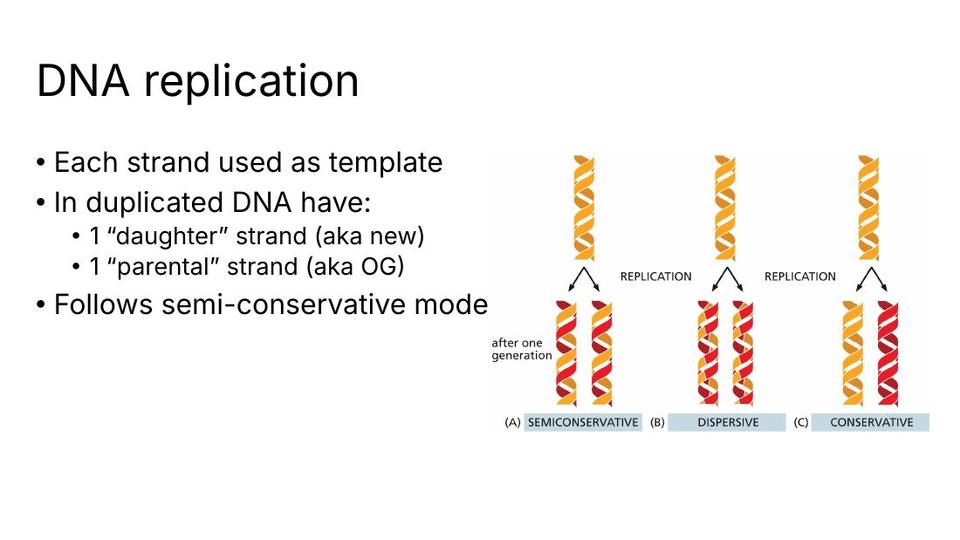 DNA replication
• Each strand used as template
• In duplicated DNA have:
• 1 “daughter” strand (aka new)
• 1 “parental” strand (aka OG)
• Follows semi-conservative mode
REPLICATION
REPLICATION
after one
generation
(A) SEMICONSERVATIVE (B) DISPERSIVE (C) CONSERVATIVE